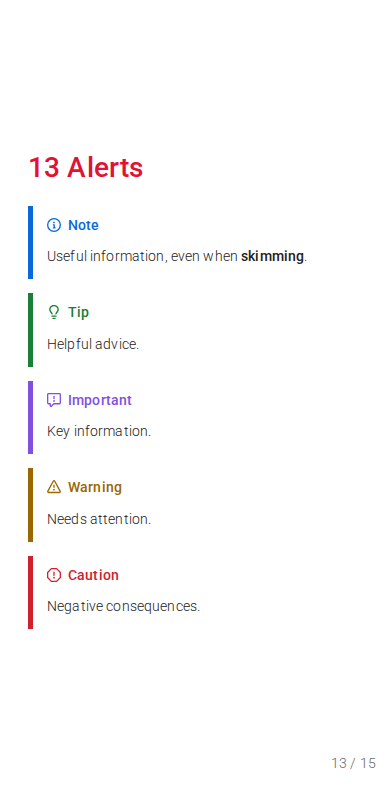 13 Alerts
Note
Useful information, even when skimming.
Tip
Helpful advice.
Important
Key information.
Warning
Needs attention.
Caution
Negative consequences.
13 / 15